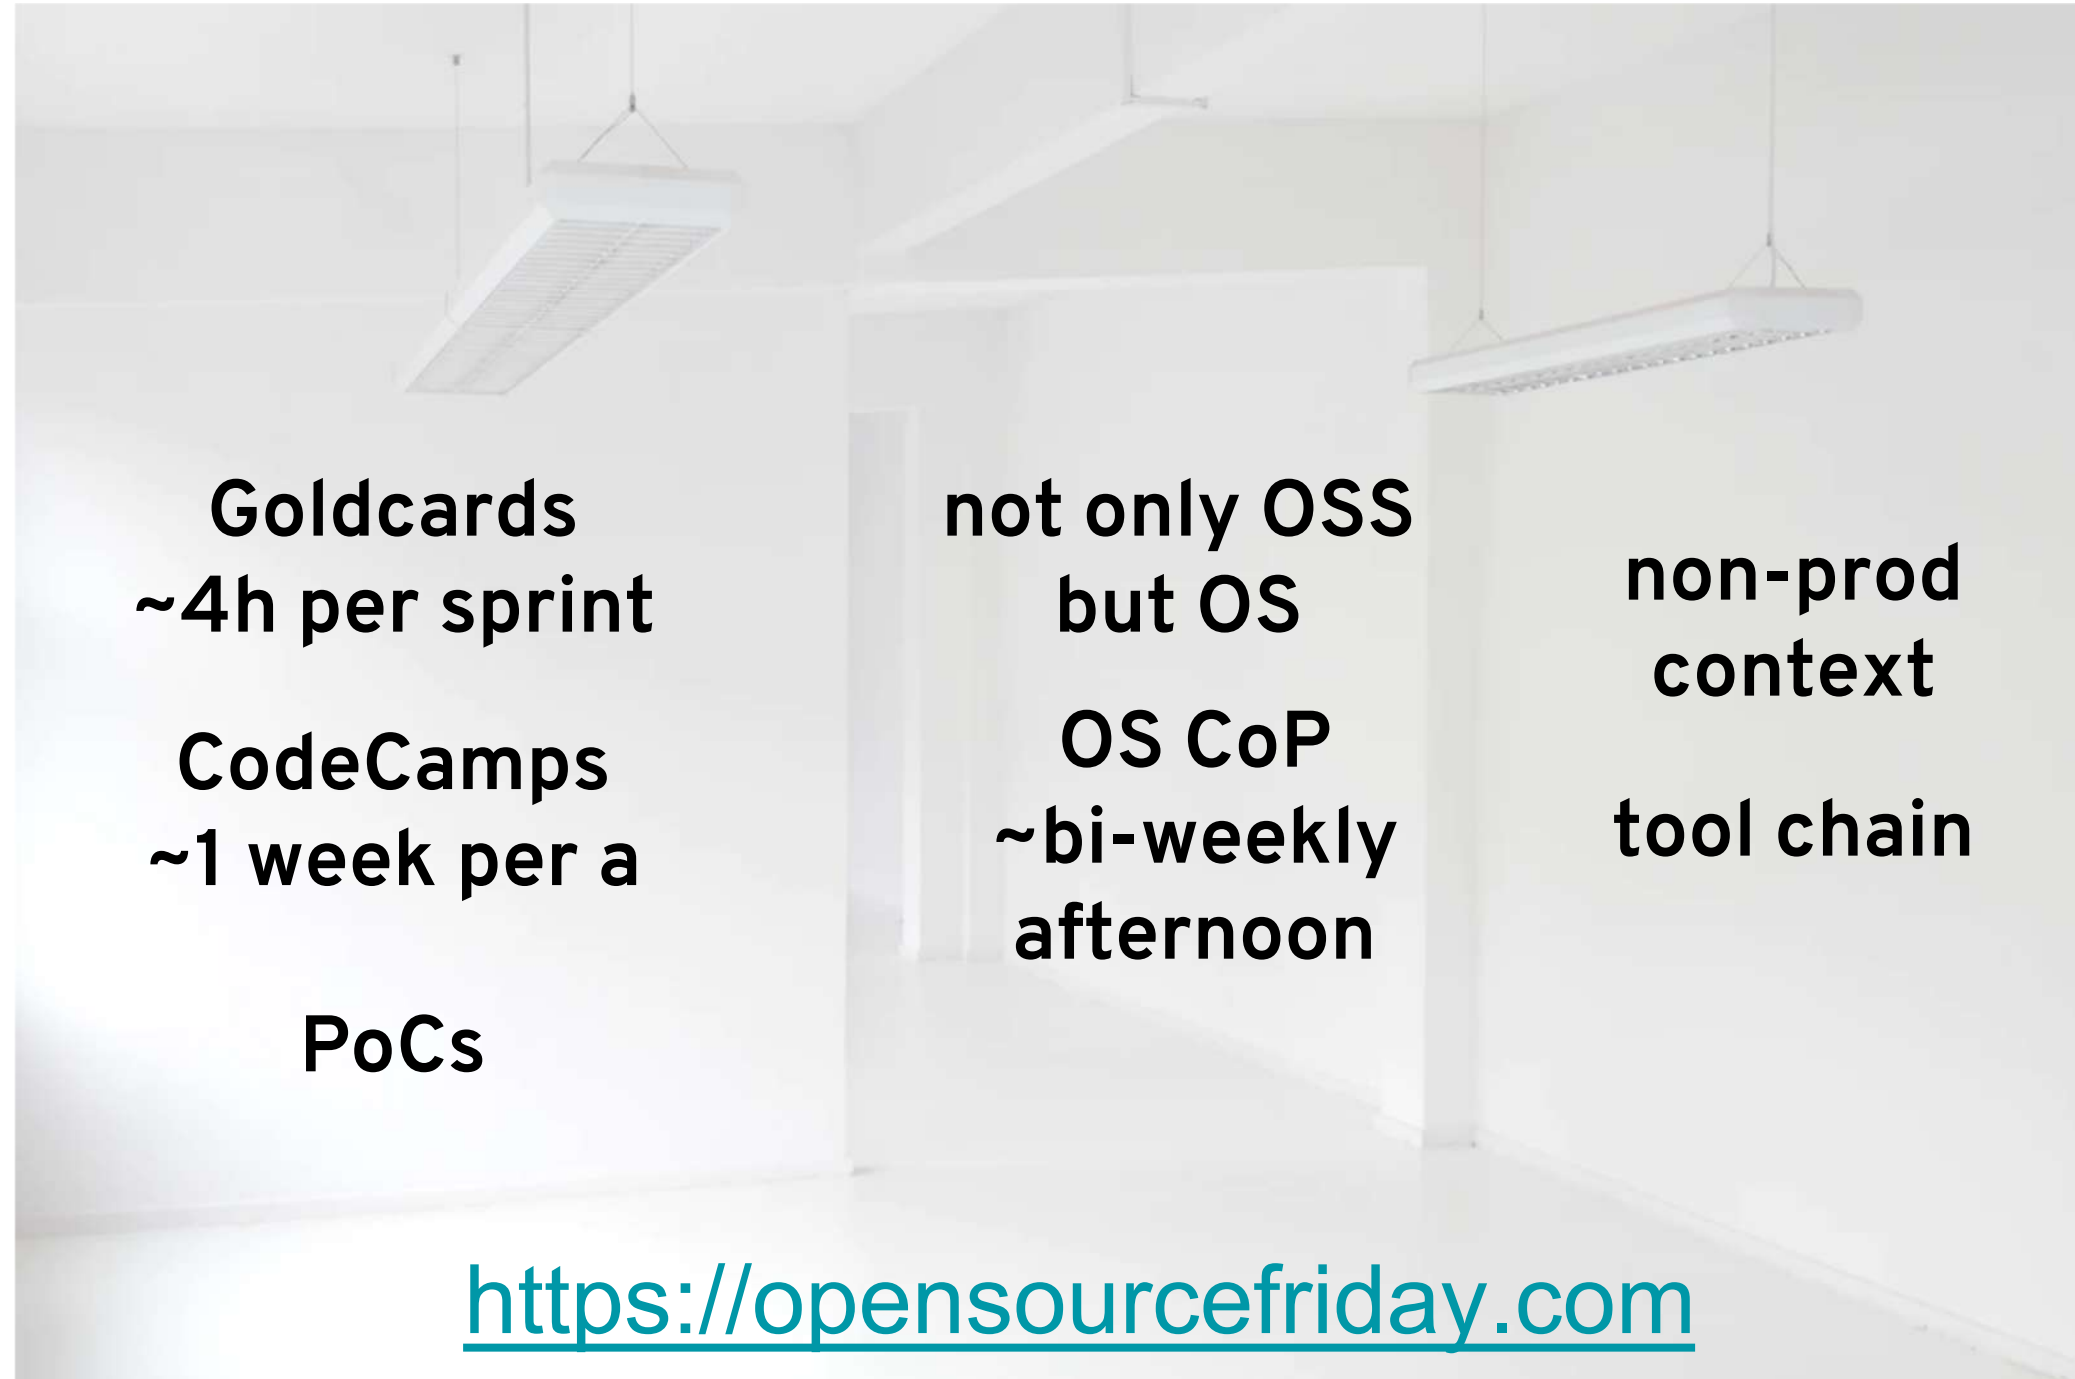 Goldcards
~4h per sprint
CodeCamps
~1 week per a
PoCs
not only OSS
but OS
OS CoP
~bi-weekly
afternoon
non-prod
context
tool chain
https://opensourcefriday.com